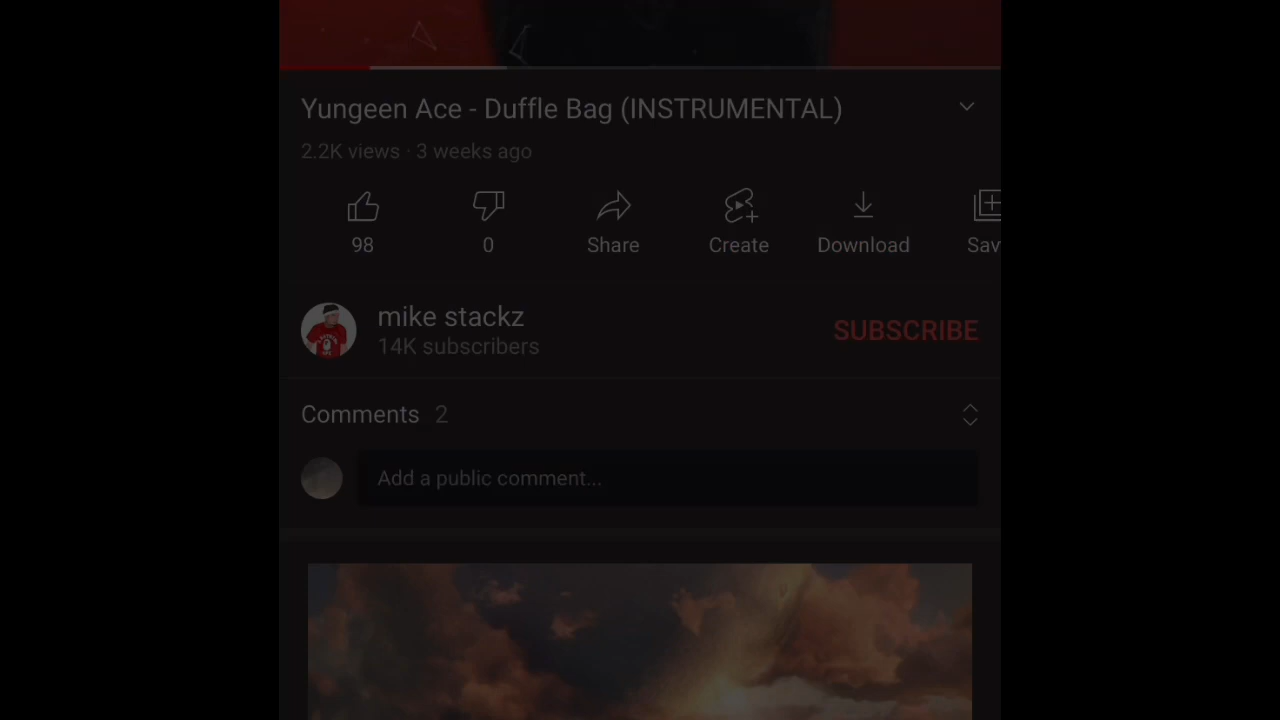 Yungeen Ace - Duffle Bag (INSTRUMENTAL)
2.2K views · 3 weeks ago
98
0
Share
Create
Download
Sav
mike stackz
14K subscribers
SUBSCRIBE
Comments 2
Add a public comment...